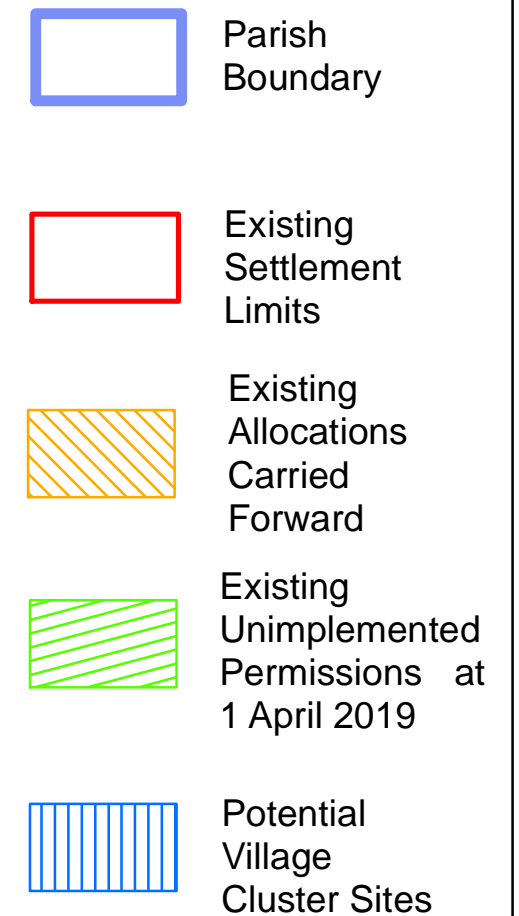 Parish
Boundary
Existing
Settlement
Limits
Existing
Allocations
Carried
Forward
Existing
Unimplemented
Permissions at
1 April 2019
Potential
Village
Cluster Sites